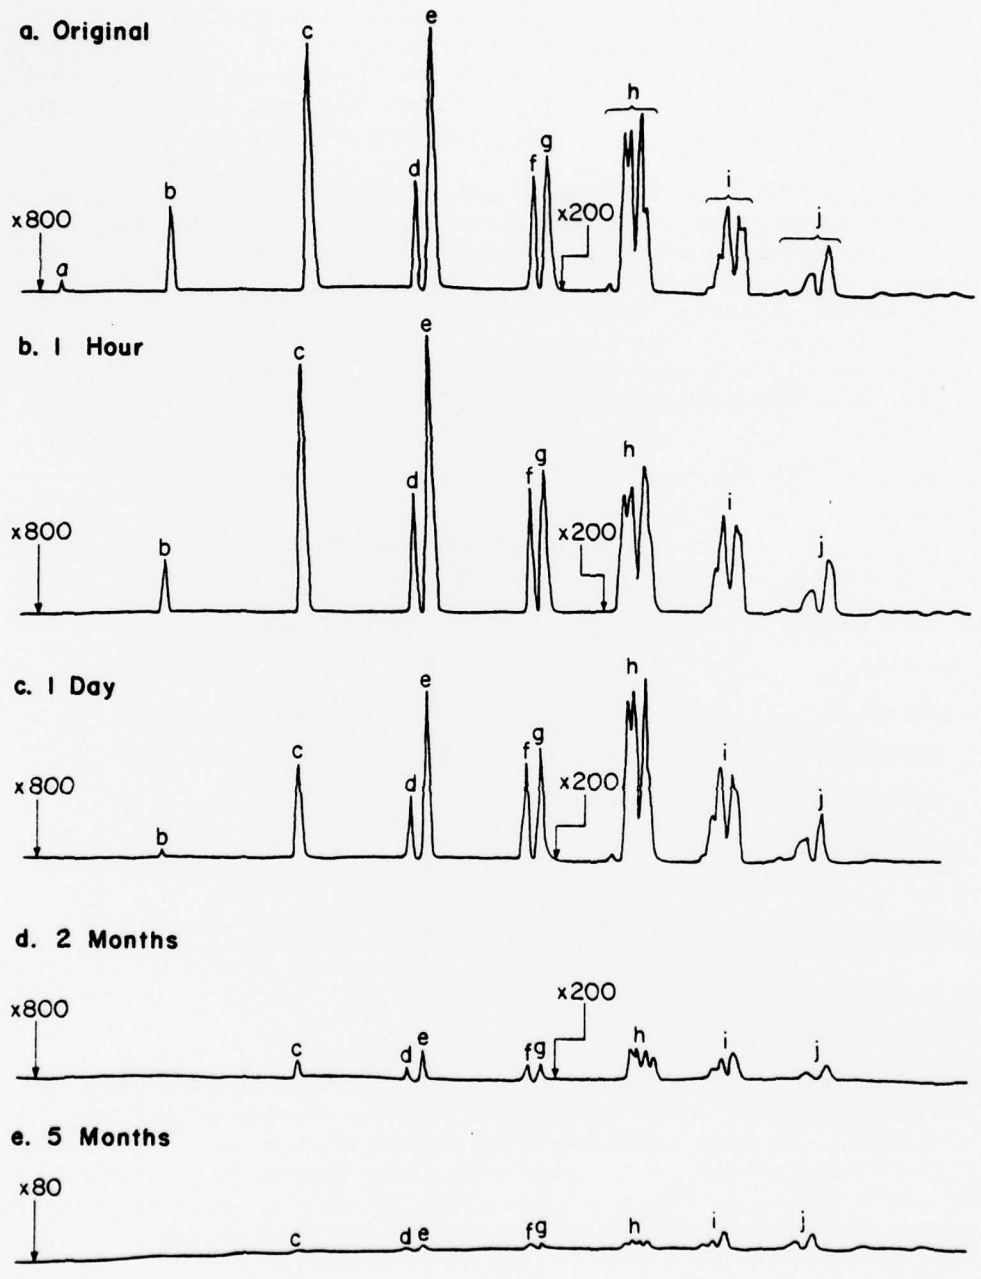 a. Original
x800
a
b
c
d
e
f
g
x200
h
i
j
b. 1 Hour
x800
b
c
d
e
f
g
x200
h
i
j
c. 1 Day
x800
b
c
d
e
f
g
x200
h
i
j
d. 2 Months
x800
c
d
e
f
g
x200
h
i
j
e. 5 Months
x80
c
d
e
f
g
h
i
j